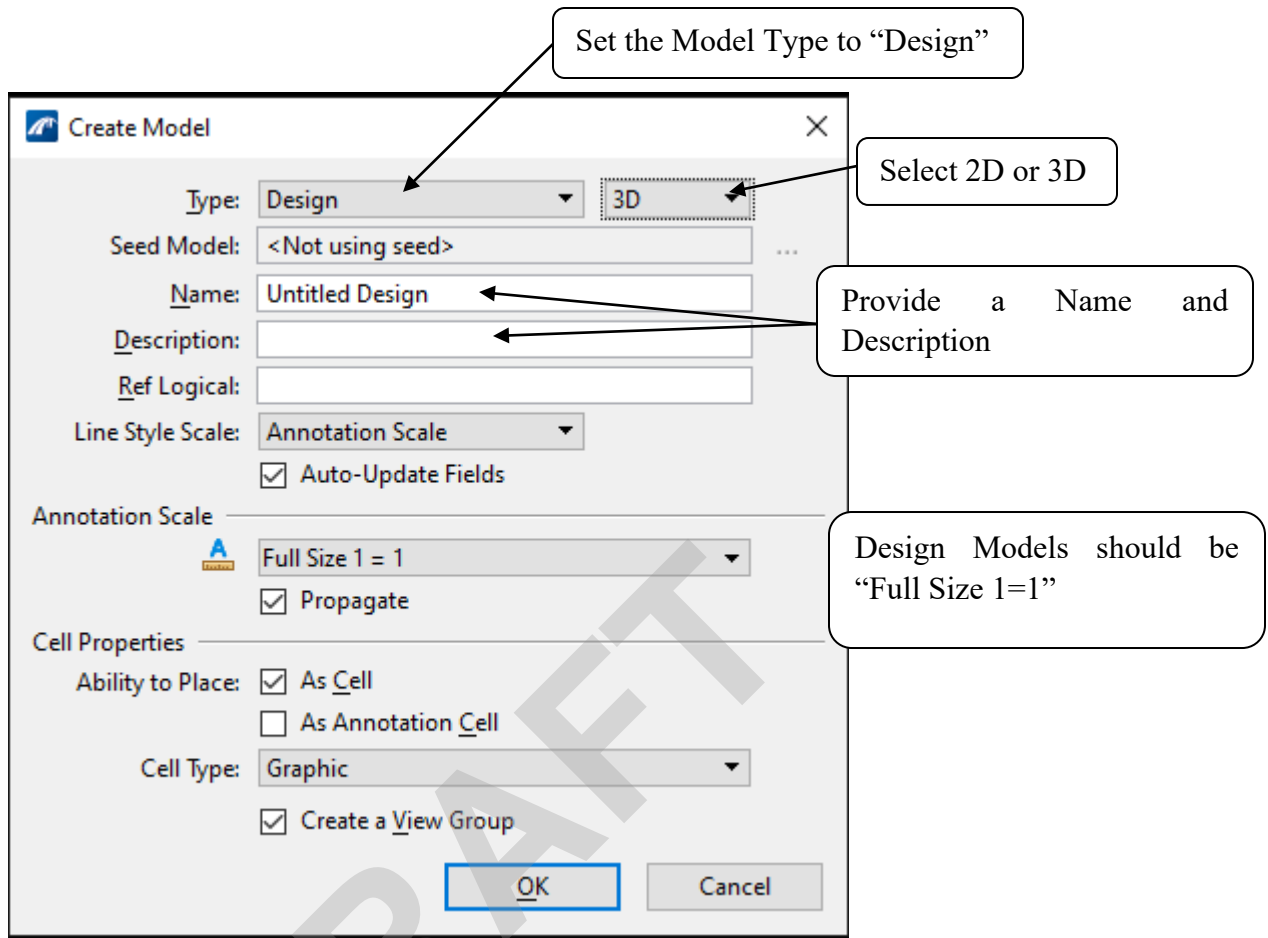 Set the Model Type to “Design”
Create Model
Select 2D or 3D
Type: Design 3D
Seed Model: <Not using seed> ...
Name: Untitled Design
Provide a Name and
Description
Description:
Ref Logical:
Line Style Scale: Annotation Scale
Auto-Update Fields
Annotation Scale
Design Models should be
“Full Size 1=1”
A
Full Size 1 = 1
Propagate
Cell Properties
Ability to Place: As Cell
As Annotation Cell
Cell Type: Graphic
Create a View Group
OK Cancel
RAFT